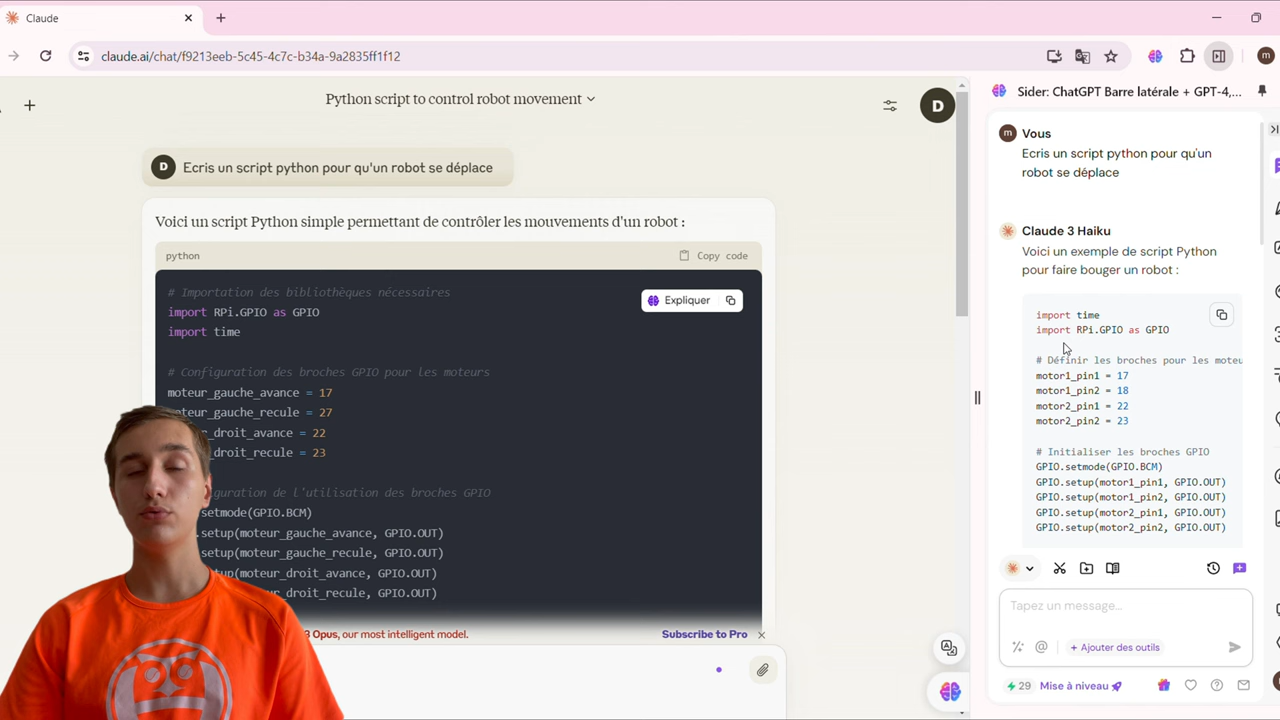 Claude
claude.ai/chat/f9213eeb-5c45-4c7c-b34a-9a2835ff1f12
m
Python script to control robot movement
D
D
Ecris un script python pour qu'un robot se déplace
Voici un script Python simple permettant de contrôler les mouvements d'un robot :
python
Copy code
Expliquer
# Importation des bibliothèques nécessaires
import RPi.GPIO as GPIO
import time
# Configuration des broches GPIO pour les moteurs
moteur_gauche_avance = 17
moteur_gauche_recule = 27
_droit_avance = 22
_droit_recule = 23
de l'utilisation des broches GPIO
setmode(GPIO.BCM)
(moteur_gauche_avance, GPIO.OUT)
(moteur_gauche_recule, GPIO.OUT)
(moteur_droit_avance, GPIO.OUT)
_droit_recule, GPIO.OUT)
3 Opus, our most intelligent model.
Subscribe to Pro
Sider: ChatGPT Barre latérale + GPT-4,...
m
Vous
Ecris un script python pour qu'un
robot se déplace
Claude 3 Haiku
Voici un exemple de script Python
pour faire bouger un robot :
import time
import RPi.GPIO as GPIO
# Définir les broches pour les moteu
motor1_pin1 = 17
motor1_pin2 = 18
motor2_pin1 = 22
motor2_pin2 = 23
# Initialiser les broches GPIO
GPIO.setmode(GPIO.BCM)
GPIO.setup(motor1_pin1, GPIO.OUT)
GPIO.setup(motor1_pin2, GPIO.OUT)
GPIO.setup(motor2_pin1, GPIO.OUT)
GPIO.setup(motor2_pin2, GPIO.OUT)
Tapez un message...
+ Ajouter des outils
29
Mise à niveau